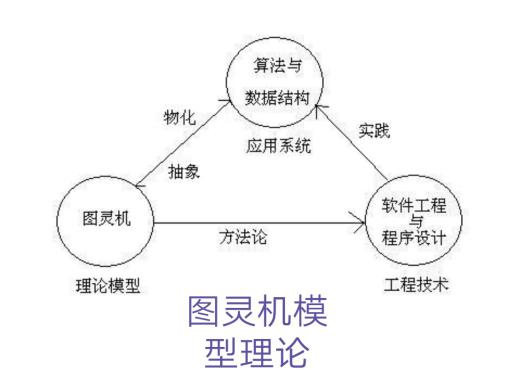 算法与
数据结构
应用系统
物化
抽象
实践
图灵机
理论模型
方法论
软件工程
与
程序设计
工程技术
图灵机模
型理论